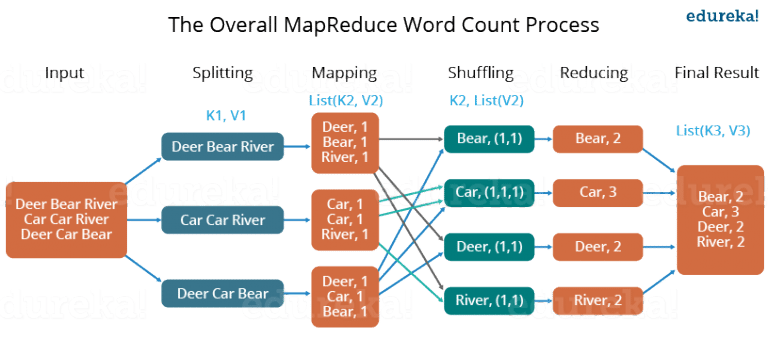 The Overall MapReduce Word Count Process
edureka!
Input
Splitting
Mapping
Shuffling
Reducing
Final Result
K1, V1
List(K2, V2)
K2, List(V2)
List(K3, V3)
Deer Bear River
Car Car River
Deer Car Bear
Deer Bear River
Car Car River
Deer Car Bear
Deer, 1
Bear, 1
River, 1
Car, 1
Car, 1
River, 1
Deer, 1
Car, 1
Bear, 1
Bear, (1,1)
Car, (1,1,1)
Deer, (1,1)
River, (1,1)
Bear, 2
Car, 3
Deer, 2
River, 2
Bear, 2
Car, 3
Deer, 2
River, 2